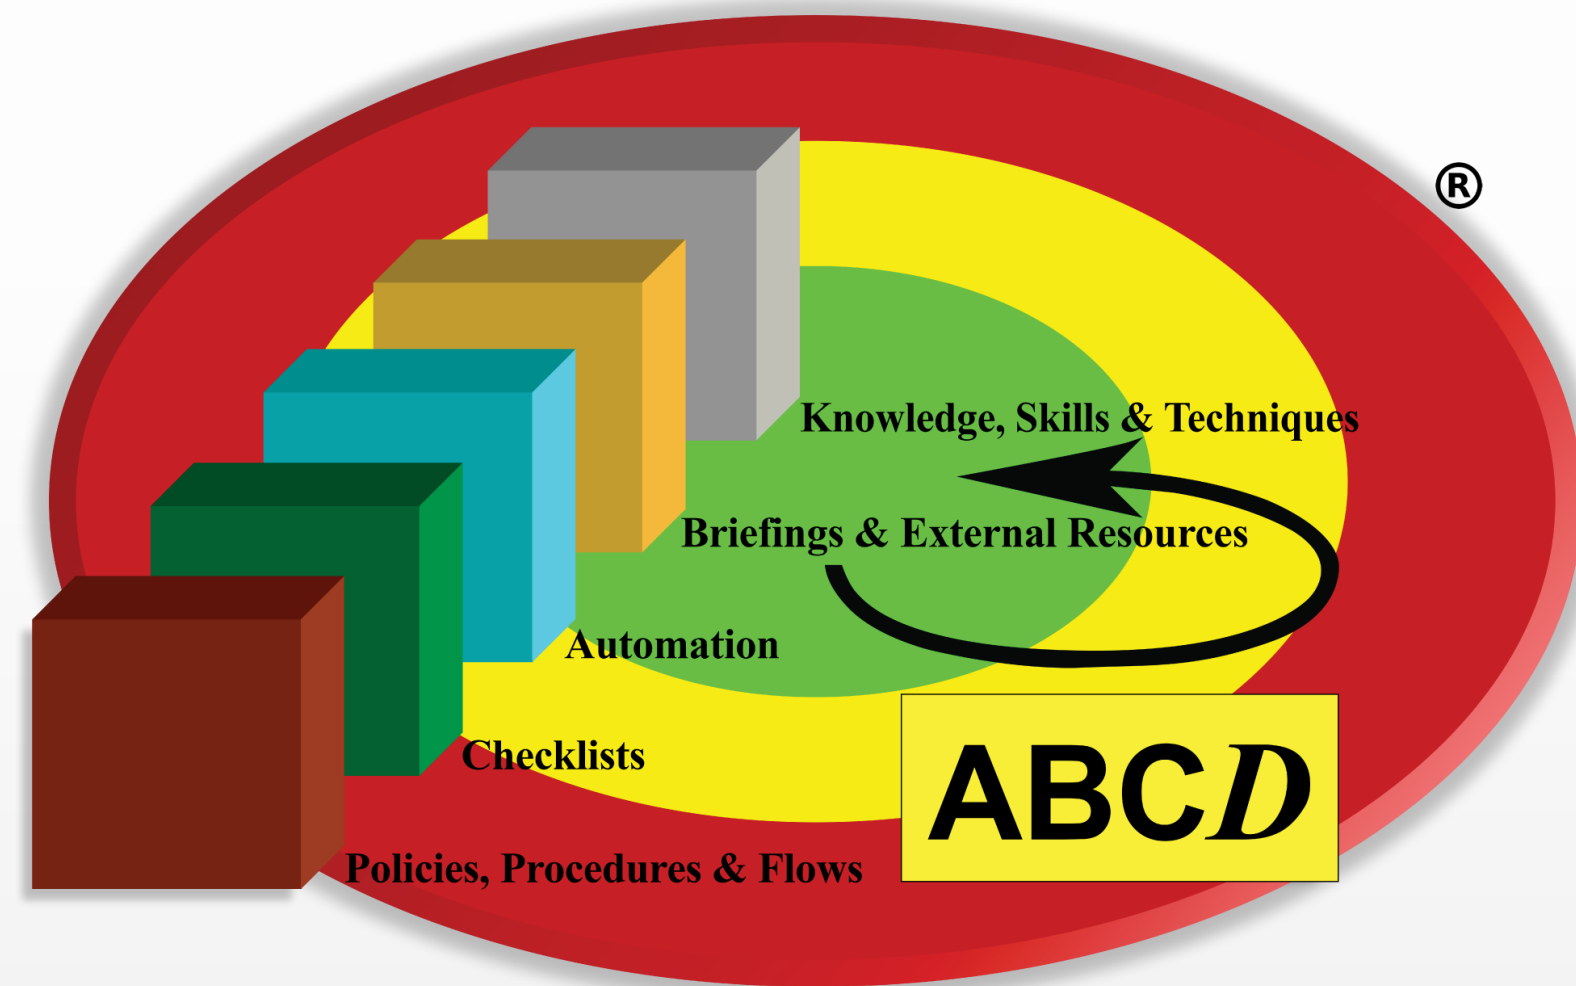 ®
Knowledge, Skills & Techniques
Briefings & External Resources
Automation
Checklists
Policies, Procedures & Flows
ABCD